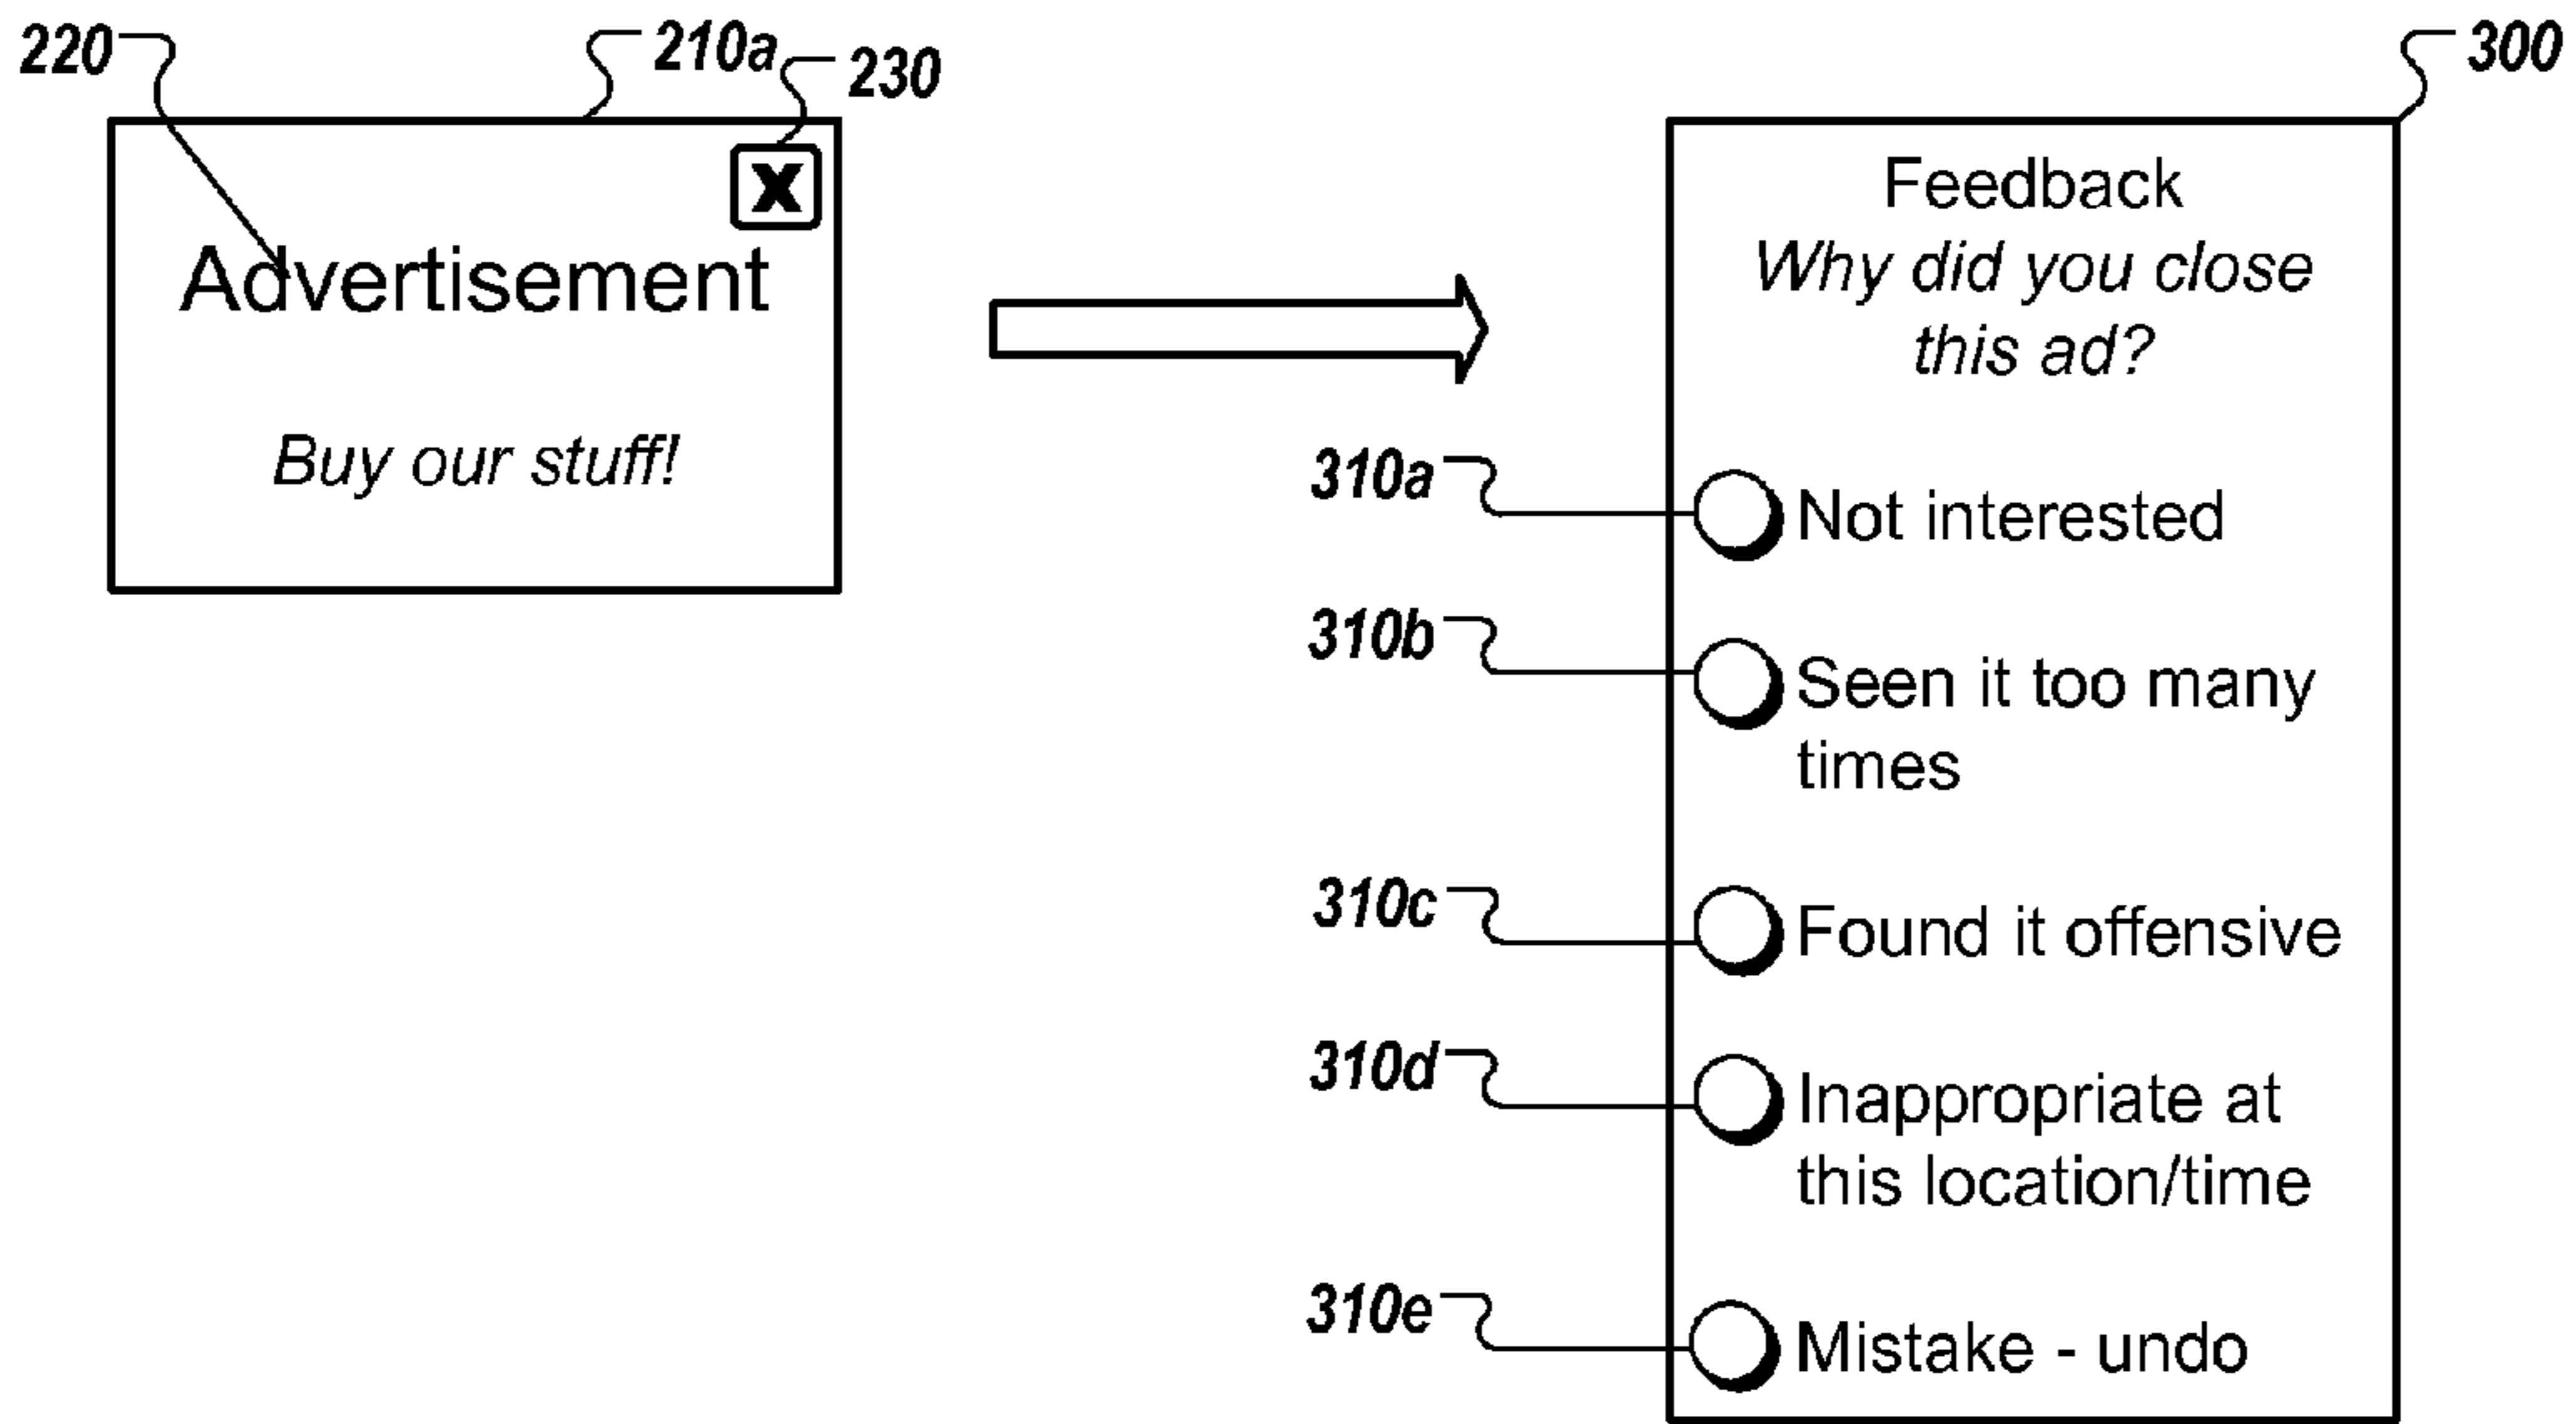 220
210a
230
X
Advertisement
Buy our stuff!
300
Feedback
Why did you close
this ad?
310a
Not interested
310b
Seen it too many
times
310c
Found it offensive
310d
Inappropriate at
this location/time
310e
Mistake - undo